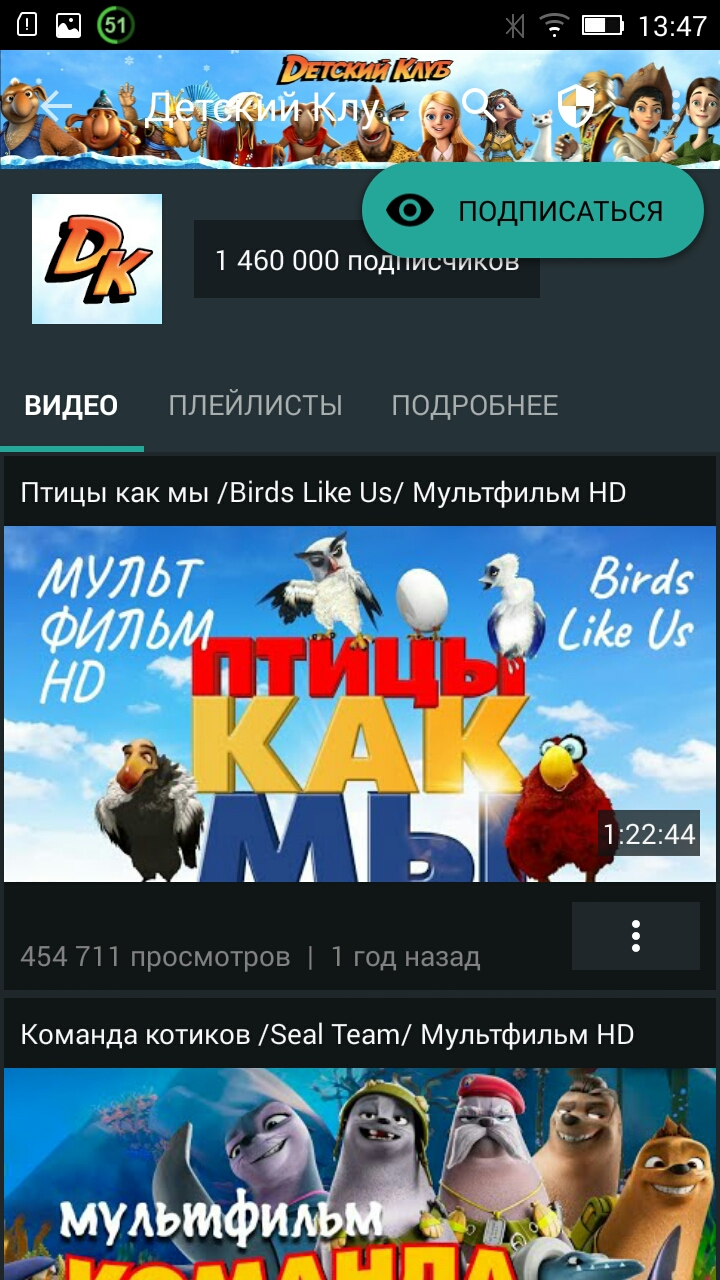 51
13:47
Детский Клуб
Детский Клу...
DK
ПОДПИСАТЬСЯ
1 460 000 подписчиков
ВИДЕО
ПЛЕЙЛИСТЫ
ПОДРОБНЕЕ
Птицы как мы /Birds Like Us/ Мультфильм HD
МУЛЬТ
ФИЛЬМ
HD
Birds
Like Us
ПТИЦЫ
КАК
МЫ
1:22:44
454 711 просмотров | 1 год назад
Команда котиков /Seal Team/ Мультфильм HD
мультфильм
КОМАНДА